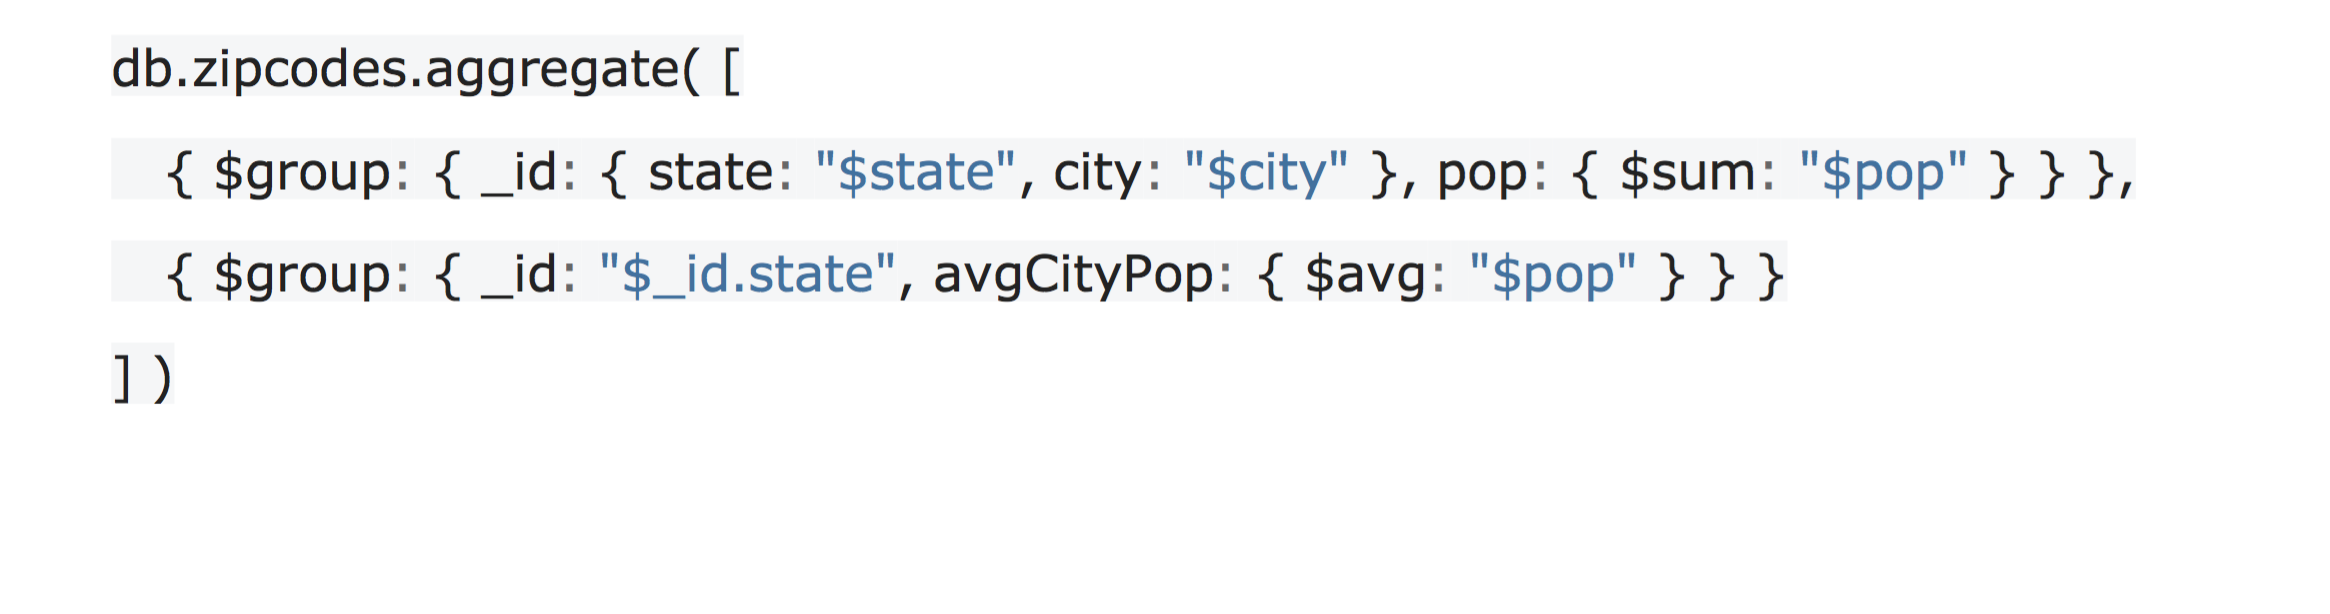 db.zipcodes.aggregate( [
{ $group: { _id: { state: "$state", city: "$city" }, pop: { $sum: "$pop" } } },
{ $group: { _id: "$_id.state", avgCityPop: { $avg: "$pop" } } }
] )